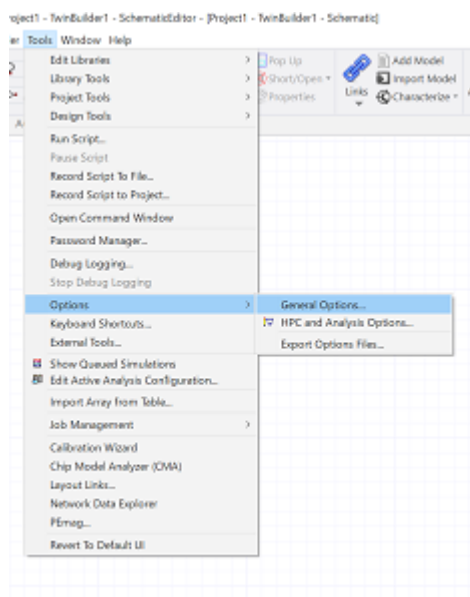 roject1 - TwinBuilder1 - SchematicEditor - [Project1 - TwinBuilder1 - Schematic]
er Tools Window Help
Edit Libraries
Library Tools
Project Tools
Design Tools
Run Script...
Pause Script
Record Script To File...
Record Script to Project...
Open Command Window
Password Manager...
Debug Logging...
Stop Debug Logging
Options
Keyboard Shortcuts...
External Tools...
Show Queued Simulations
Edit Active Analysis Configuration...
Import Array from Table...
Job Management
Calibration Wizard
Chip Model Analyzer (CMA)
Layout Links...
Network Data Explorer
PEmag...
Revert To Default UI
General Options...
HPC and Analysis Options...
Export Options Files...
Pop Up
Short/Open
Properties
Links
Add Model
Import Model
Characterize
A